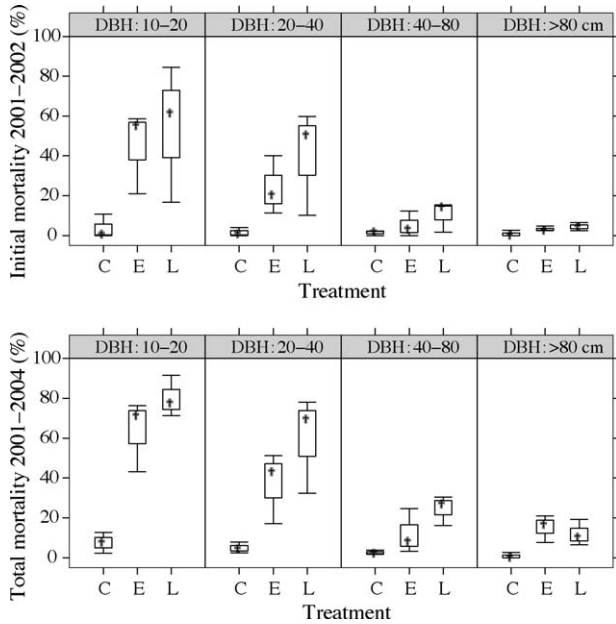 Initial mortality 2001–2002 (%)
DBH: 10–20 DBH: 20–40 DBH: 40–80 DBH: >80 cm
100
80
60
40
20
0
C E L C E L C E L C E L
Treatment
Total mortality 2001–2004 (%)
DBH: 10–20 DBH: 20–40 DBH: 40–80 DBH: >80 cm
100
80
60
40
20
0
C E L C E L C E L C E L
Treatment